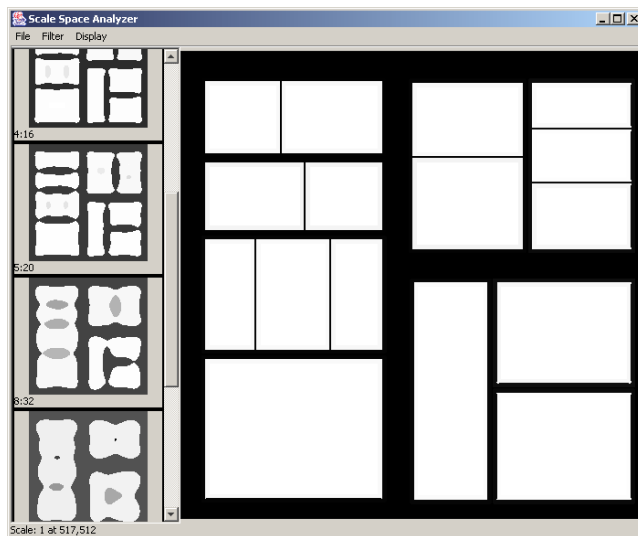 Scale Space Analyzer
File Filter Display
4:16
5:20
8:32
Scale: 1 at 517,512